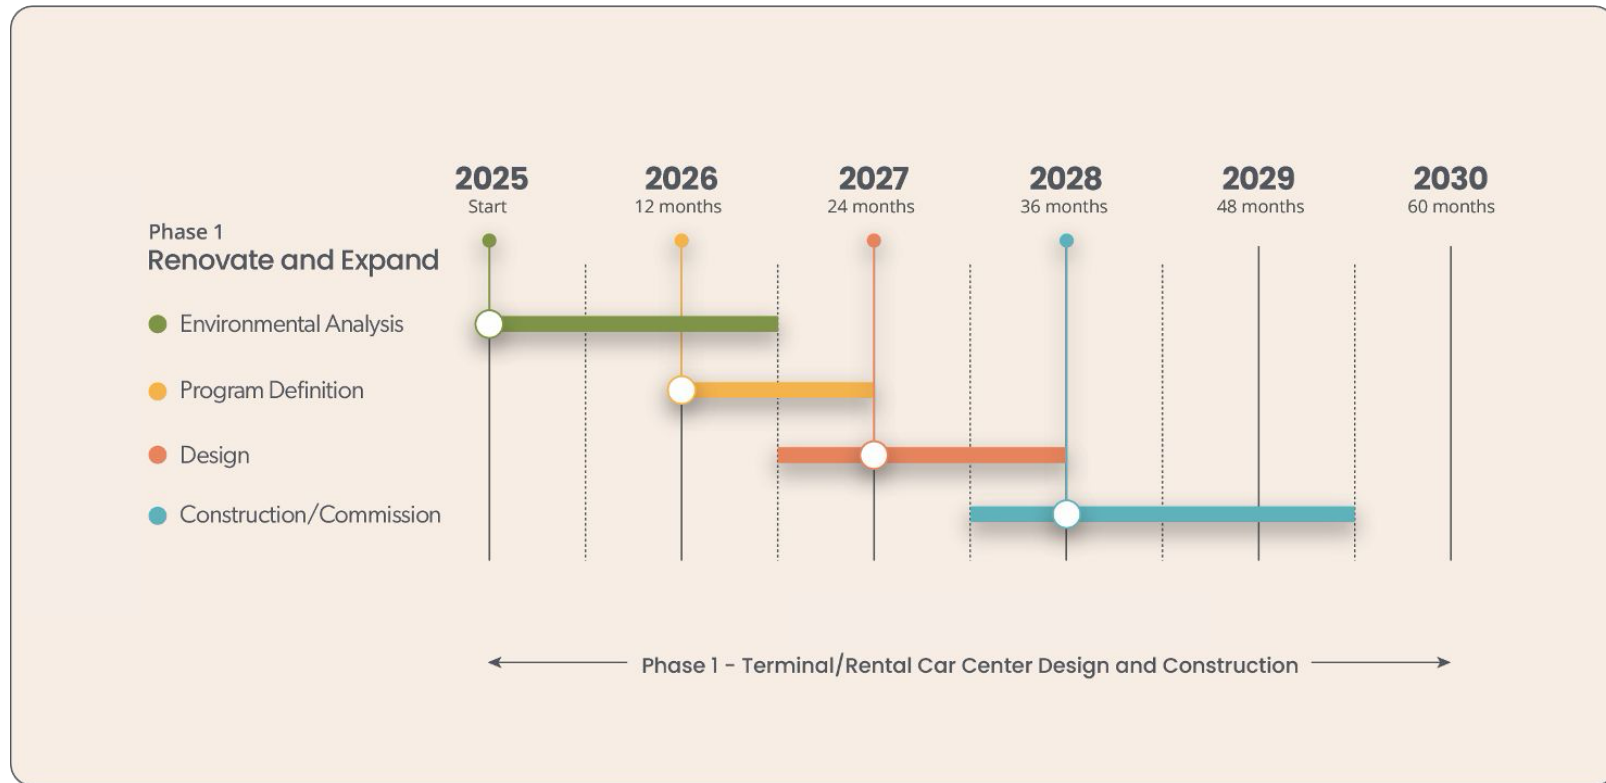 2025
2026
2027
2028
2029
2030
Start
12 months
24 months
36 months
48 months
60 months
Phase 1
Renovate and Expand
Environmental Analysis
Program Definition
Design
Construction/Commission
Phase 1 - Terminal/Rental Car Center Design and Construction